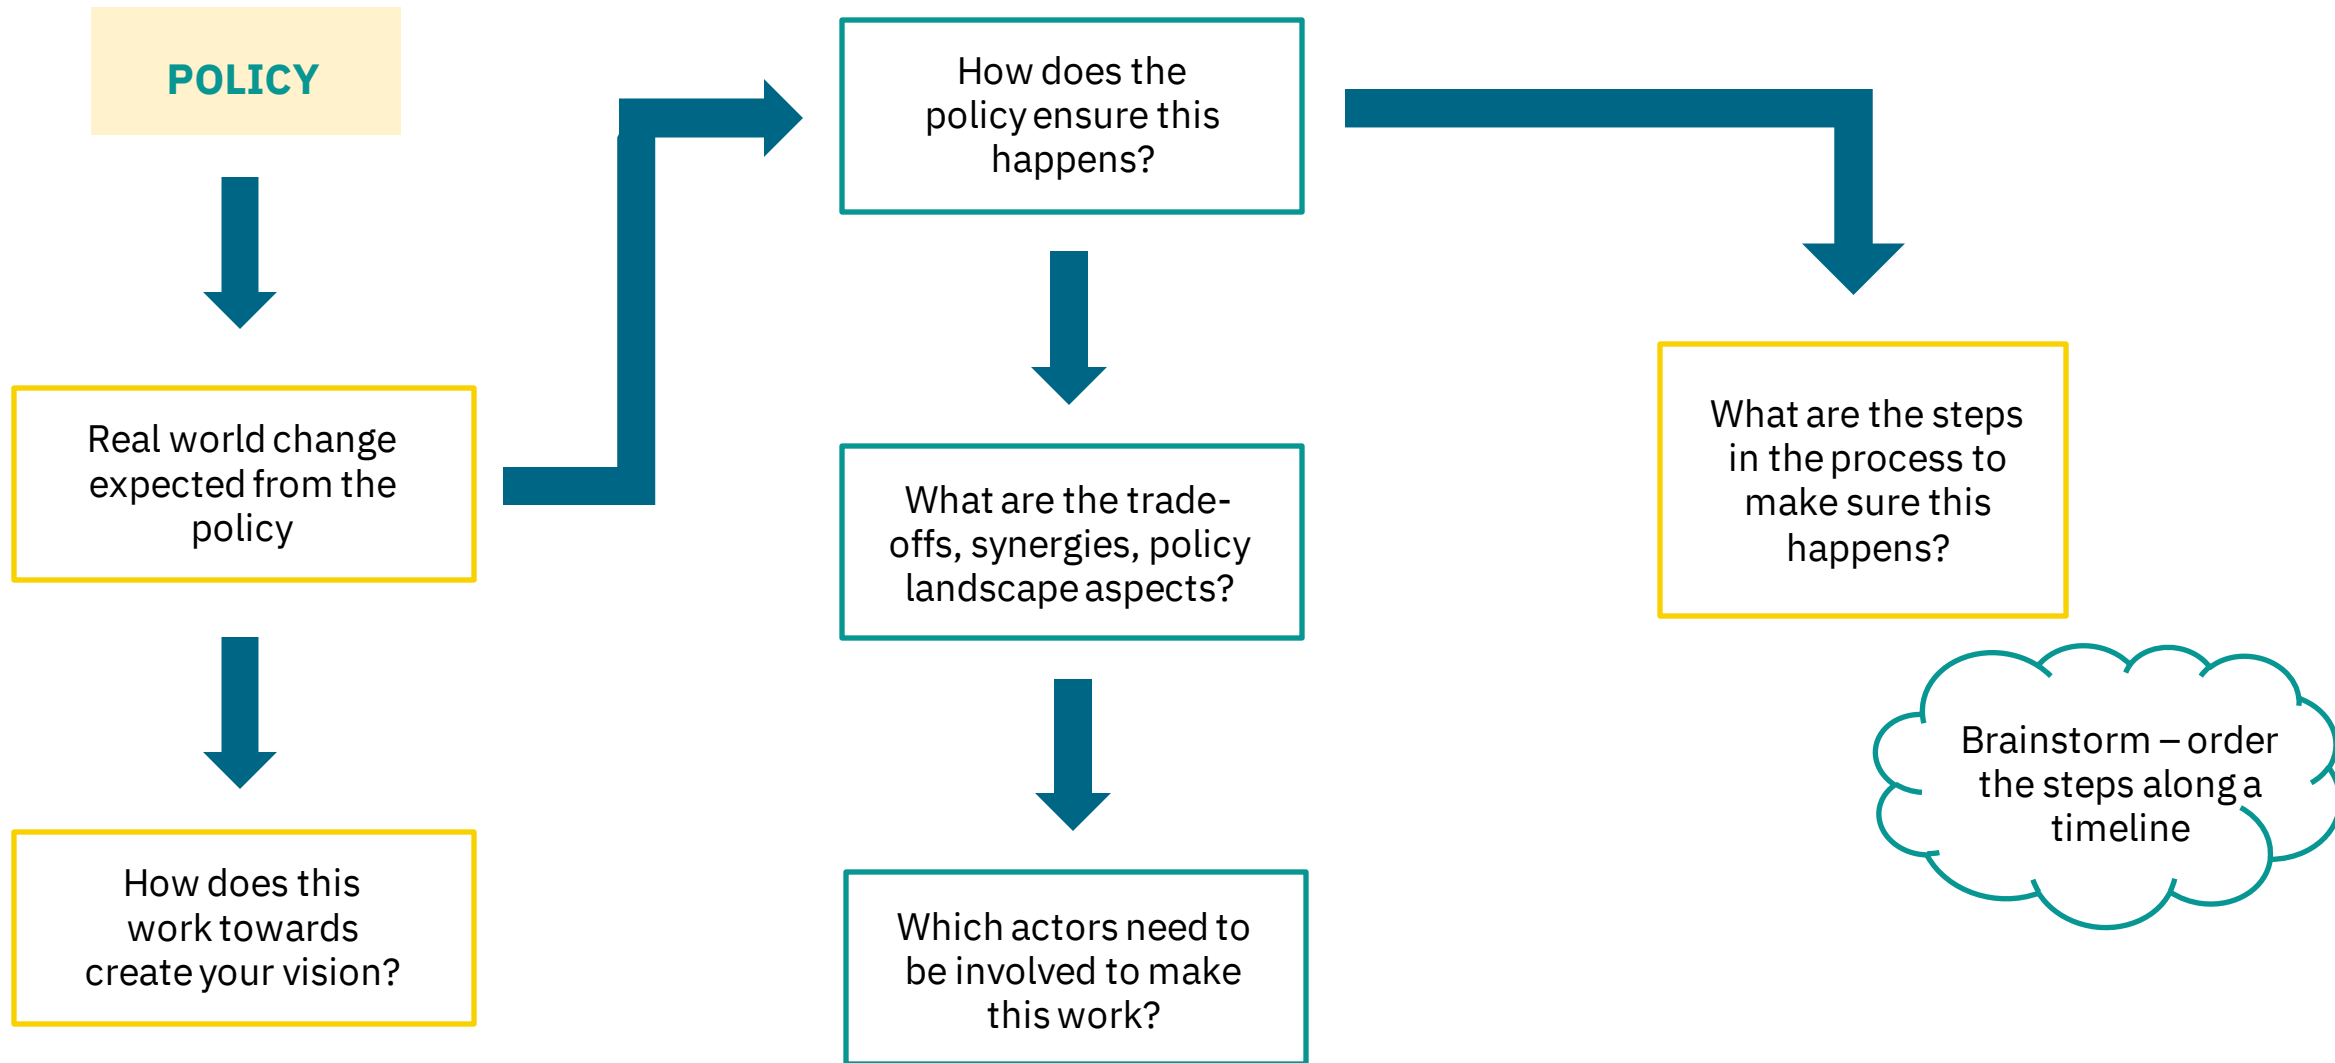 POLICY
Real world change
expected from the
policy
How does this
work towards
create your vision?
How does the
policy ensure this
happens?
What are the trade-
offs, synergies, policy
landscape aspects?
Which actors need to
be involved to make
this work?
What are the steps
in the process to
make sure this
happens?
Brainstorm – order
the steps along a
timeline